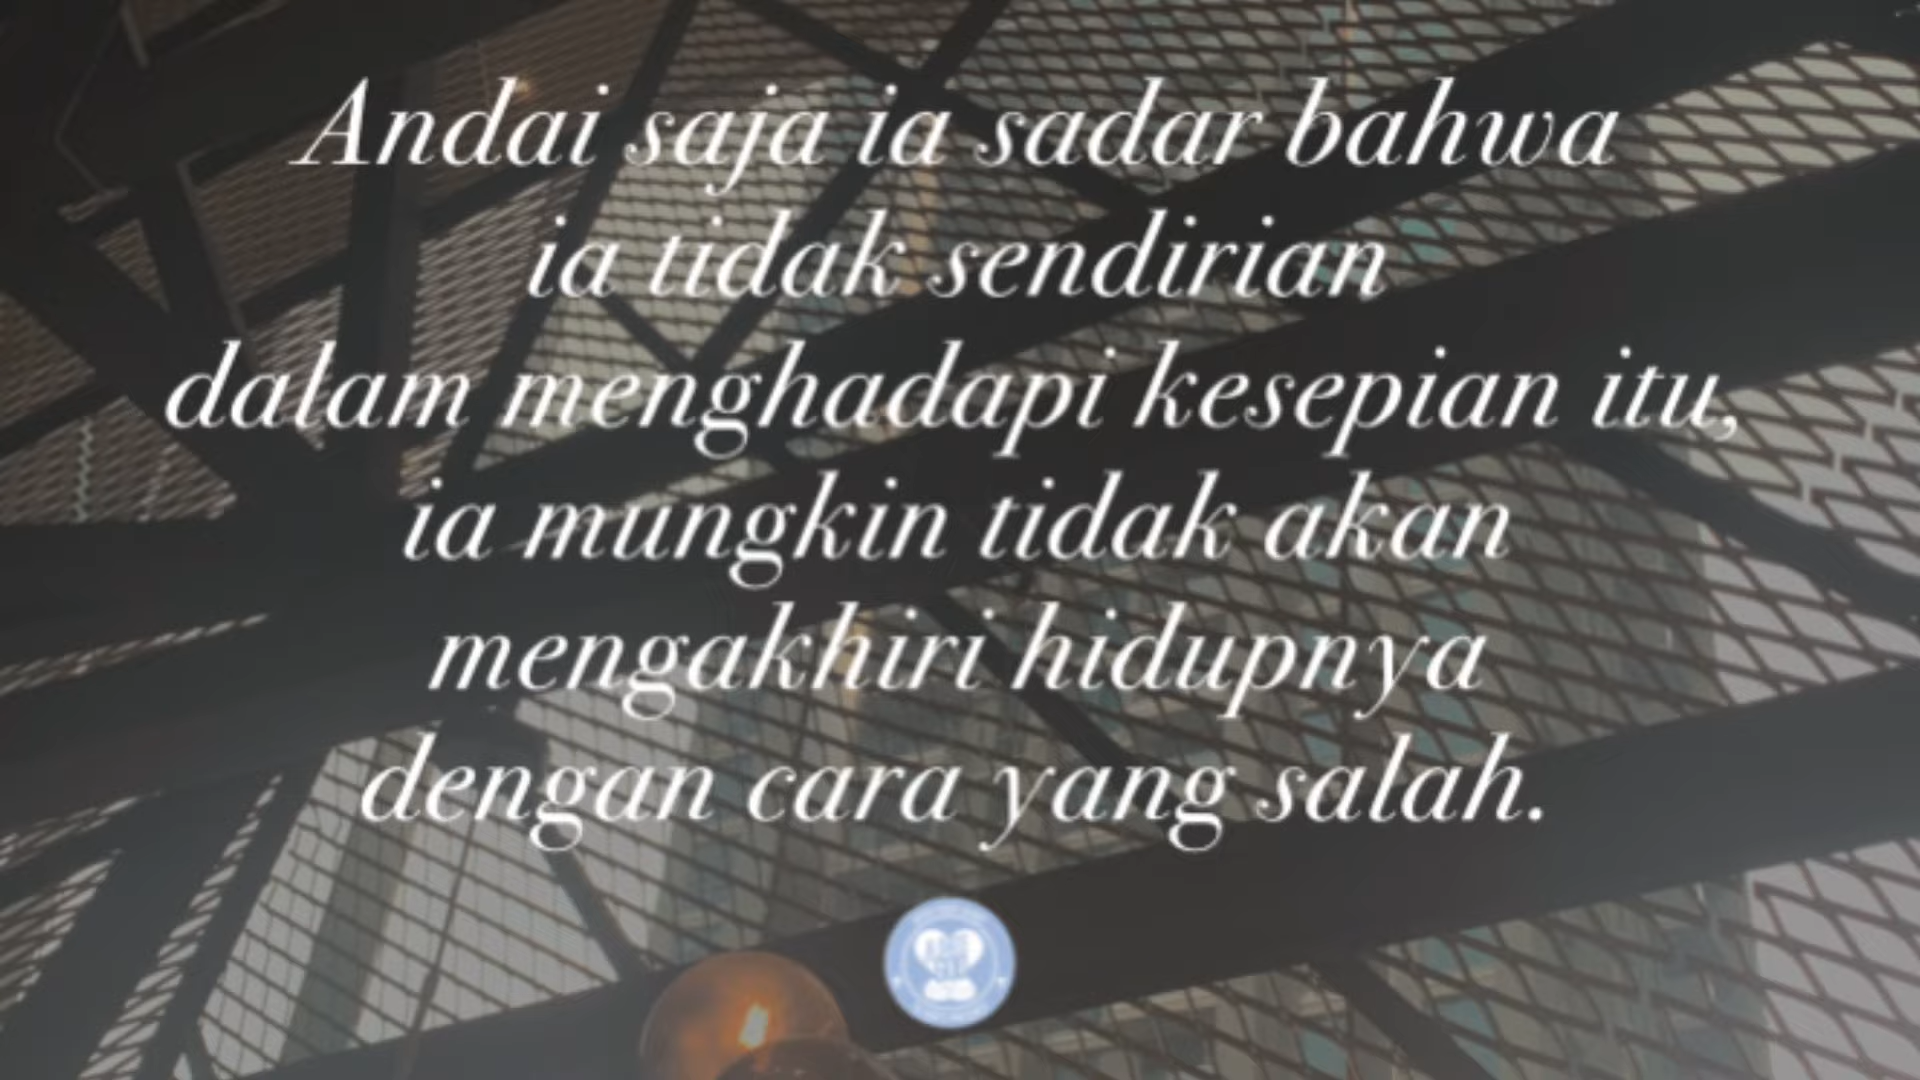 Andai saja ia sadar bahwa
ia tidak sendirian
dalam menghadapi kesepian itu,
ia mungkin tidak akan
mengakhiri hidupnya
dengan cara yang salah.